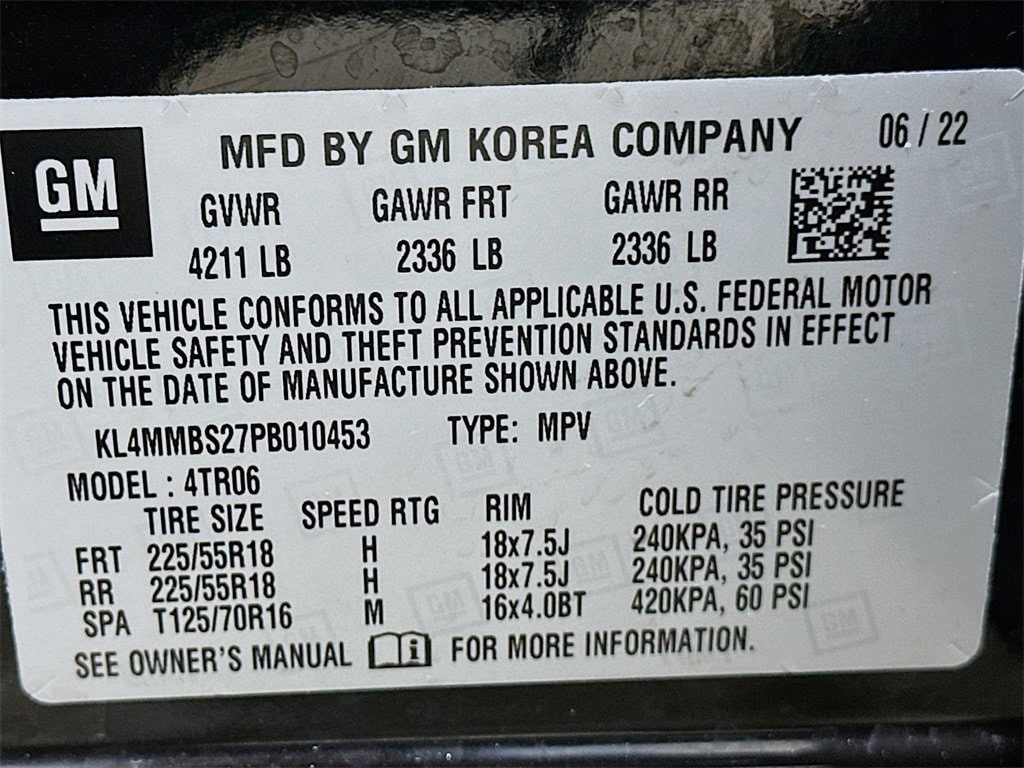 GM
MFD BY GM KOREA COMPANY 06 / 22
GVWR GAWR FRT GAWR RR
4211 LB 2336 LB 2336 LB
THIS VEHICLE CONFORMS TO ALL APPLICABLE U.S. FEDERAL MOTOR
VEHICLE SAFETY AND THEFT PREVENTION STANDARDS IN EFFECT
ON THE DATE OF MANUFACTURE SHOWN ABOVE.
KL4MMBS27PB010453 TYPE: MPV
MODEL : 4TR06
TIRE SIZE SPEED RTG RIM COLD TIRE PRESSURE
FRT 225/55R18 H 18x7.5J 240KPA, 35 PSI
RR 225/55R18 H 18x7.5J 240KPA, 35 PSI
SPA T125/70R16 M 16x4.0BT 420KPA, 60 PSI
SEE OWNER'S MANUAL i FOR MORE INFORMATION.